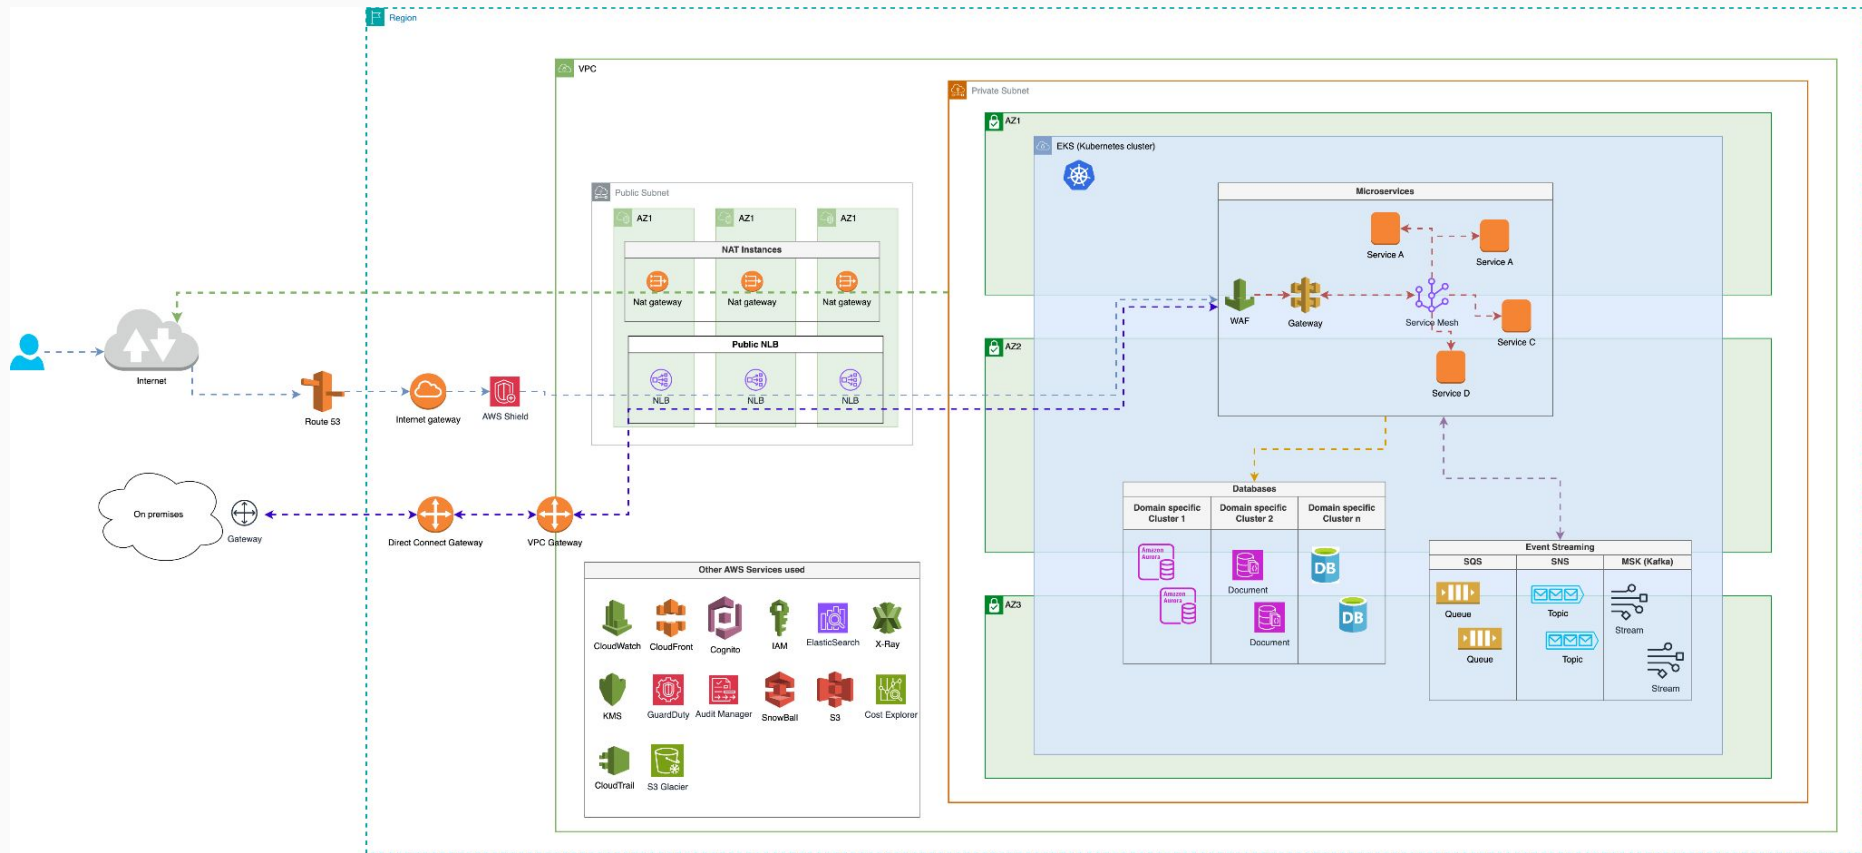 Region
VPC
Private Subnet
AZ1
EKS (Kubernetes cluster)
Microservices
Service A
Service A
WAF
Gateway
Service Mesh
Service C
Service D
Public Subnet
AZ1
AZ1
AZ1
NAT Instances
Nat gateway
Nat gateway
Nat gateway
Public NLB
NLB
NLB
NLB
Internet
Route 53
Internet gateway
AWS Shield
On premises
Gateway
Direct Connect Gateway
VPC Gateway
AZ2
Databases
Domain specific
Cluster 1
Domain specific
Cluster 2
Domain specific
Cluster n
Amazon
Aurora
Amazon
Aurora
Document
Document
DB
DB
Event Streaming
SQS
SNS
MSK (Kafka)
Queue
Queue
Topic
Topic
Stream
Stream
AZ3
Other AWS Services used
CloudWatch
CloudFront
Cognito
IAM
ElasticSearch
X-Ray
KMS
GuardDuty
Audit Manager
SnowBall
S3
Cost Explorer
CloudTrail
S3 Glacier